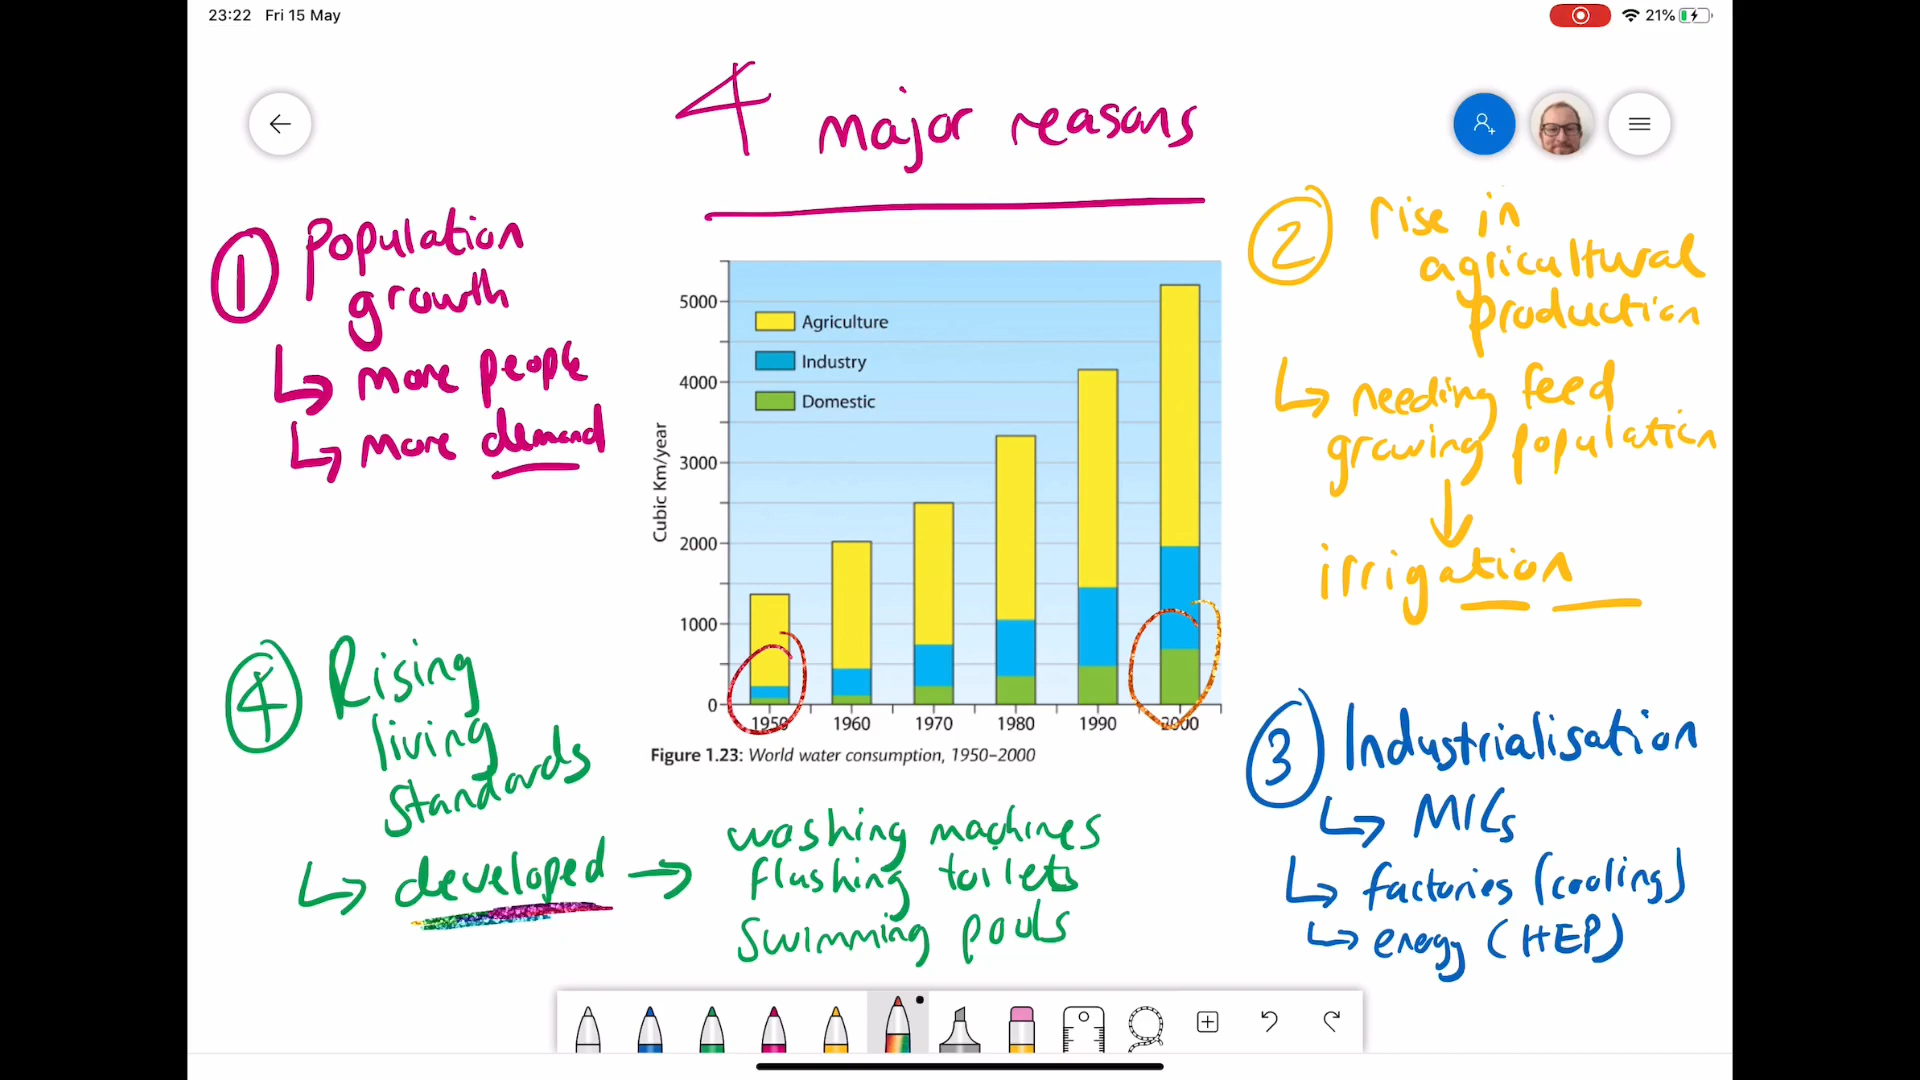 23:22 Fri 15 May
21%
4 major reasons
1 Population
growth
↳ more people
↳ more demand
2 rise in
agricultural
production
↳ needing feed
growing population
↓
irrigation
Cubic Km/year
5000
4000
3000
2000
1000
0
Agriculture
Industry
Domestic
1950 1960 1970 1980 1990 2000
Figure 1.23: World water consumption, 1950–2000
4 Rising
living
standards
↳ developed →
washing machines
flushing toilets
swimming pools
3 Industrialisation
↳ MICs
↳ factories (cooling)
↳ energy (HEP)